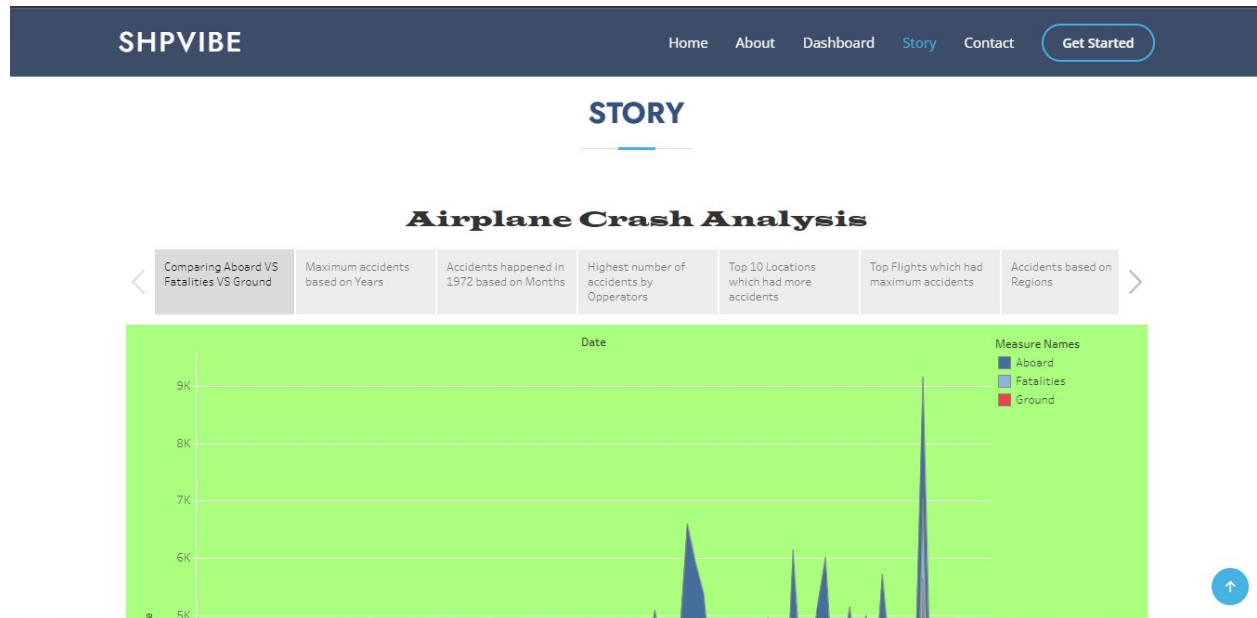 SHPVIBE
Home About Dashboard Story Contact Get Started
STORY
Airplane Crash Analysis
Comparing Aboard VS
Fatalities VS Ground
Maximum accidents
based on Years
Accidents happened in
1972 based on Months
Highest number of
accidents by
Opperators
Top 10 Locations
which had more
accidents
Top Flights which had
maximum accidents
Accidents based on
Regions
Date
Measure Names
Aboard
Fatalities
Ground
9K
8K
7K
6K
5K